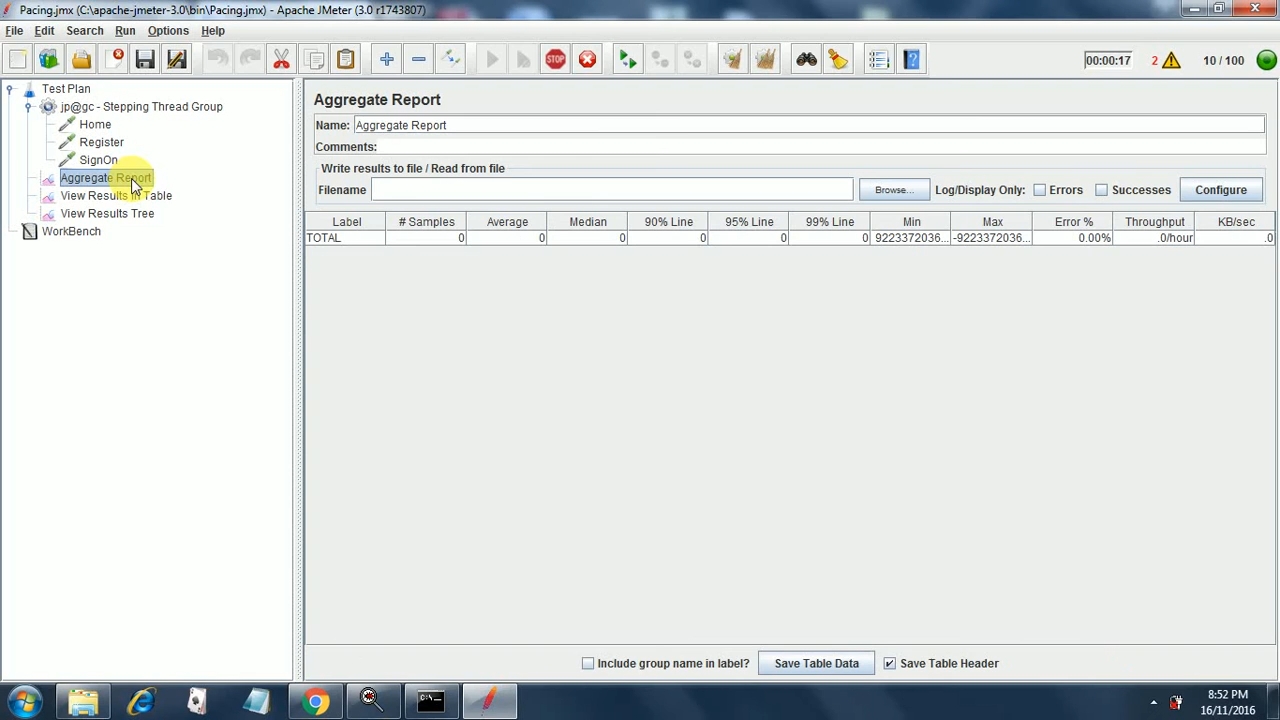 Pacing.jmx (C:\apache-jmeter-3.0\bin\Pacing.jmx) - Apache JMeter (3.0 r1743807)
File Edit Search Run Options Help
STOP 00:00:17 2 10 / 100
Test Plan
jp@gc - Stepping Thread Group
Home
Register
SignOn
Aggregate Report
View Results in Table
View Results Tree
WorkBench
Aggregate Report
Name: Aggregate Report
Comments:
Write results to file / Read from file
Filename Browse... Log/Display Only: Errors Successes Configure
Label # Samples Average Median 90% Line 95% Line 99% Line Min Max Error % Throughput KB/sec
TOTAL 0 0 0 0 0 0 9223372036... -9223372036... 0.00% .0/hour .0
Include group name in label? Save Table Data Save Table Header
8:52 PM
16/11/2016